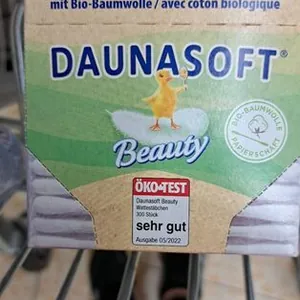 mit Bio-Baumwolle / avec coton biologique
DAUNASOFT®
Beauty
BIO-BAUMWOLLE
PAPIERSCHAFT
ÖKO-TEST
Daunasoft Beauty
Wattestäbchen
300 Stück
sehr gut
Ausgabe 05/2022